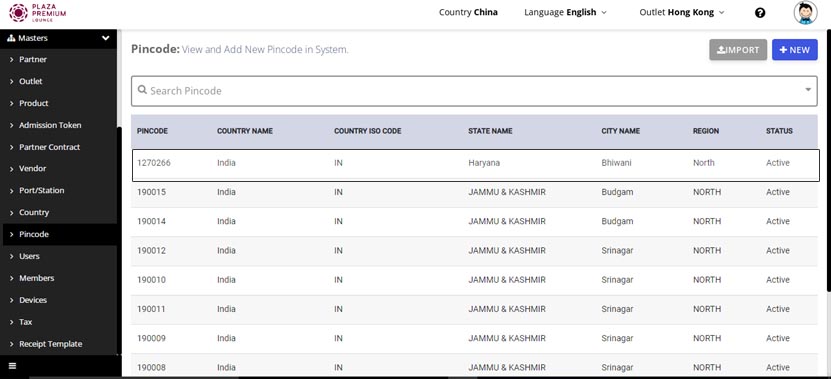 PLAZA
PREMIUM
LOUNGE
Country China
Language English
Outlet Hong Kong
Masters
Partner
Outlet
Product
Admission Token
Partner Contract
Vendor
Port/Station
Country
Pincode
Users
Members
Devices
Tax
Receipt Template
Pincode: View and Add New Pincode in System.
IMPORT
+ NEW
Search Pincode
PINCODE COUNTRY NAME COUNTRY ISO CODE STATE NAME CITY NAME REGION STATUS
1270266 India IN Haryana Bhiwani North Active
190015 India IN JAMMU & KASHMIR Budgam NORTH Active
190014 India IN JAMMU & KASHMIR Budgam NORTH Active
190012 India IN JAMMU & KASHMIR Srinagar NORTH Active
190010 India IN JAMMU & KASHMIR Srinagar NORTH Active
190011 India IN JAMMU & KASHMIR Srinagar NORTH Active
190009 India IN JAMMU & KASHMIR Srinagar NORTH Active
190008 India IN JAMMU & KASHMIR Srinagar NORTH Active